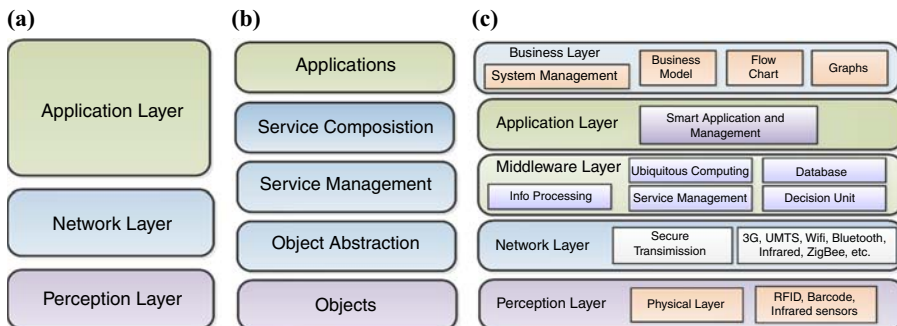 (a)
Application Layer
Network Layer
Perception Layer
(b)
Applications
Service Composistion
Service Management
Object Abstraction
Objects
(c)
Business Layer
System Management
Business
Model
Flow
Chart
Graphs
Application Layer
Smart Application and
Management
Middleware Layer
Ubiquitous Computing
Database
Info Processing
Service Management
Decision Unit
Network Layer
Secure
Transimission
3G, UMTS, Wifi, Bluetooth,
Infrared, ZigBee, etc.
Perception Layer
Physical Layer
RFID, Barcode,
Infrared sensors